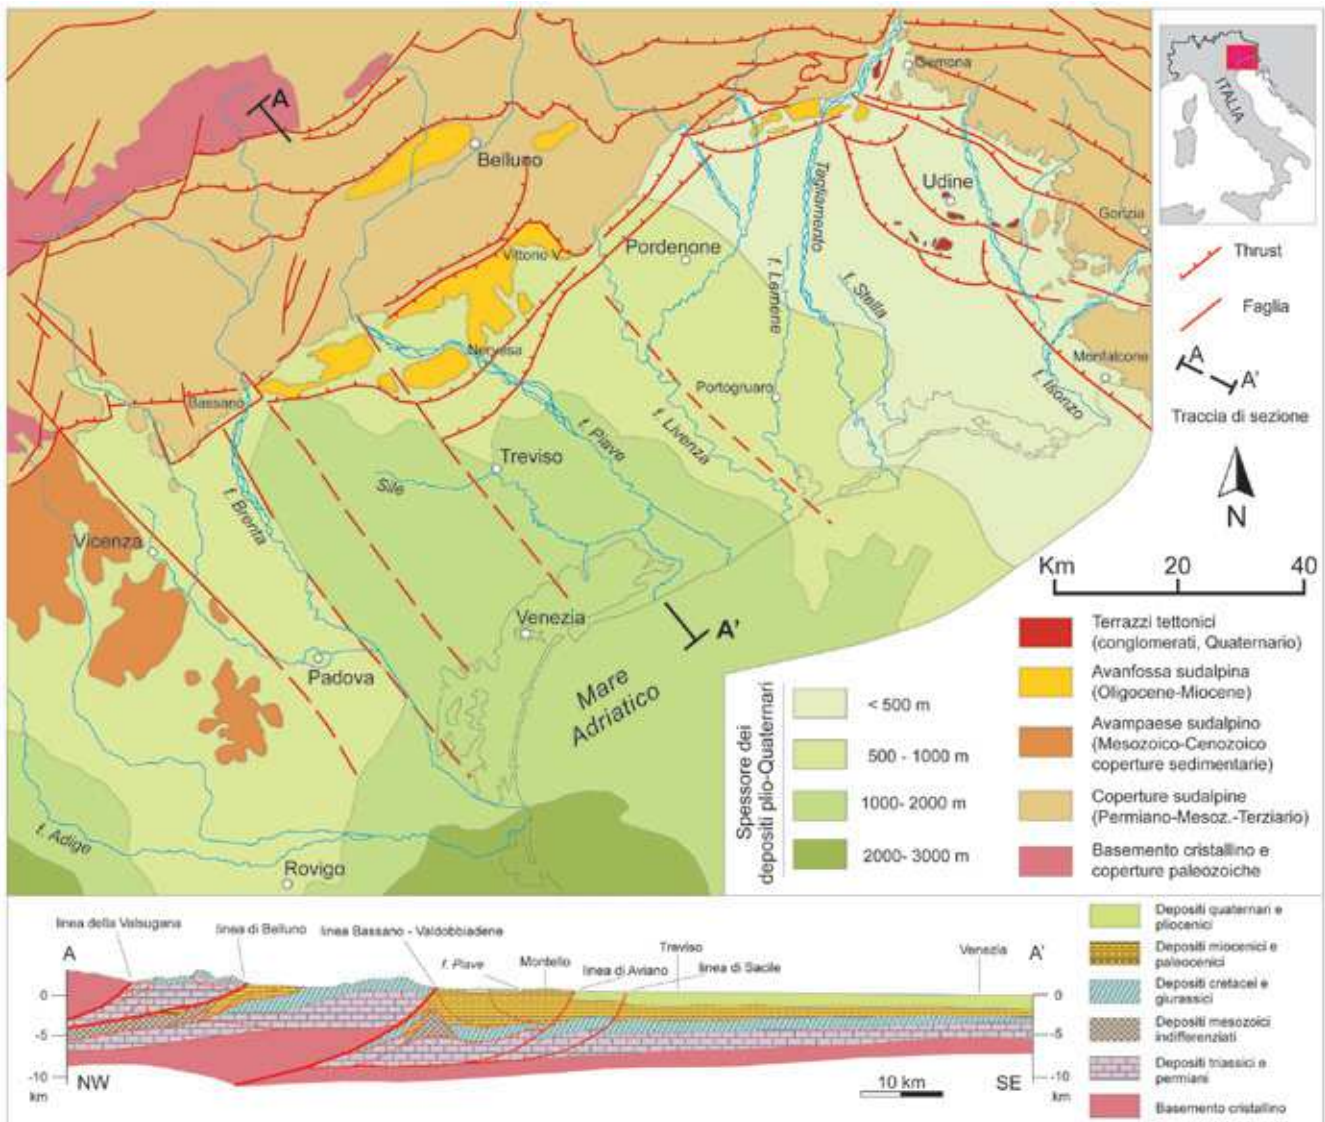 A
Belluno
Gemona
Udine
Tagliamento
Gorizia
Vittorio V.
Pordenone
f. Lemene
f. Stella
Nervesa
Monfalcone
Bassano
Portogruaro
f. Isonzo
f. Piave
f. Livenza
Treviso
Sile
f. Brenta
Vicenza
Venezia
A'
Padova
Mare
Adriatico
f. Adige
Rovigo
ITALIA
Thrust
Faglia
A
A'
Traccia di sezione
N
Km 20 40
Spessore dei
depositi plio-Quaternari
< 500 m
500 - 1000 m
1000- 2000 m
2000- 3000 m
Terrazzi tettonici
(conglomerati, Quaternario)
Avanfossa sudalpina
(Oligocene-Miocene)
Avampaese sudalpino
(Mesozoico-Cenozoico
coperture sedimentarie)
Coperture sudalpine
(Permiano-Mesoz.-Terziario)
Basemento cristallino e
coperture paleozoiche
linea della Valsugana
linea di Belluno
linea Bassano - Valdobbiadene
f. Piave
Montello
linea di Aviano
Treviso
linea di Sacile
Venezia
A
A'
0
-5
-10
km
NW
0
-5
-10
km
SE
10 km
Depositi quaternari e
pliocenici
Depositi miocenici e
paleocenici
Depositi cretacei e
giurassici
Depositi mesozoici
indifferenziati
Depositi triassici e
permiani
Basemento cristallino